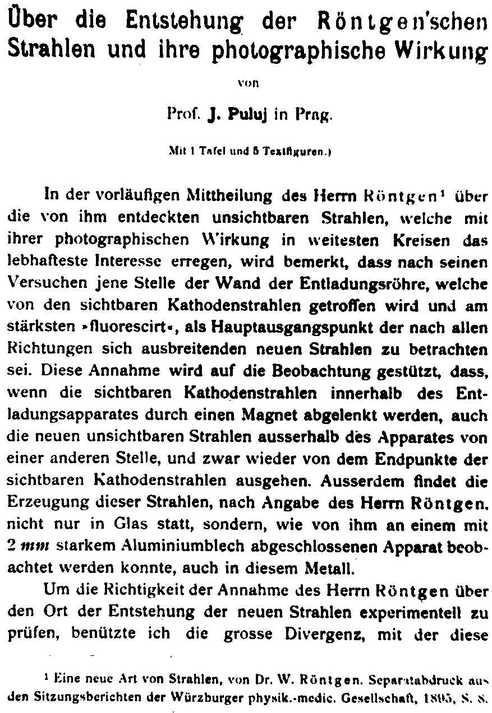 Über die Entstehung der Röntgen'schen
Strahlen und ihre photographische Wirkung
von
Prof. J. Puluj in Prag.
(Mit 1 Tafel und 5 Textfiguren.)
In der vorläufigen Mittheilung des Herrn Röntgen¹ über
die von ihm entdeckten unsichtbaren Strahlen, welche mit
ihrer photographischen Wirkung in weitesten Kreisen das
lebhafteste Interesse erregen, wird bemerkt, dass nach seinen
Versuchen jene Stelle der Wand der Entladungsröhre, welche
von den sichtbaren Kathodenstrahlen getroffen wird und am
stärksten »fluorescirt«, als Hauptausgangspunkt der nach allen
Richtungen sich ausbreitenden neuen Strahlen zu betrachten
sei. Diese Annahme wird auf die Beobachtung gestützt, dass,
wenn die sichtbaren Kathodenstrahlen innerhalb des Ent-
ladungsapparates durch einen Magnet abgelenkt werden, auch
die neuen unsichtbaren Strahlen ausserhalb des Apparates von
einer anderen Stelle, und zwar wieder von dem Endpunkte der
sichtbaren Kathodenstrahlen ausgehen. Ausserdem findet die
Erzeugung dieser Strahlen, nach Angabe des Herrn Röntgen,
nicht nur in Glas statt, sondern, wie von ihm an einem mit
2 mm starkem Aluminiumblech abgeschlossenen Apparat beob-
achtet werden konnte, auch in diesem Metall.
Um die Richtigkeit der Annahme des Herrn Röntgen über
den Ort der Entstehung der neuen Strahlen experimentell zu
prüfen, benützte ich die grosse Divergenz, mit der diese
¹ Eine neue Art von Strahlen, von Dr. W. Röntgen. Separatabdruck aus
den Sitzungsberichten der Würzburger physik.-medic. Gesellschaft, 1895, S. 8.